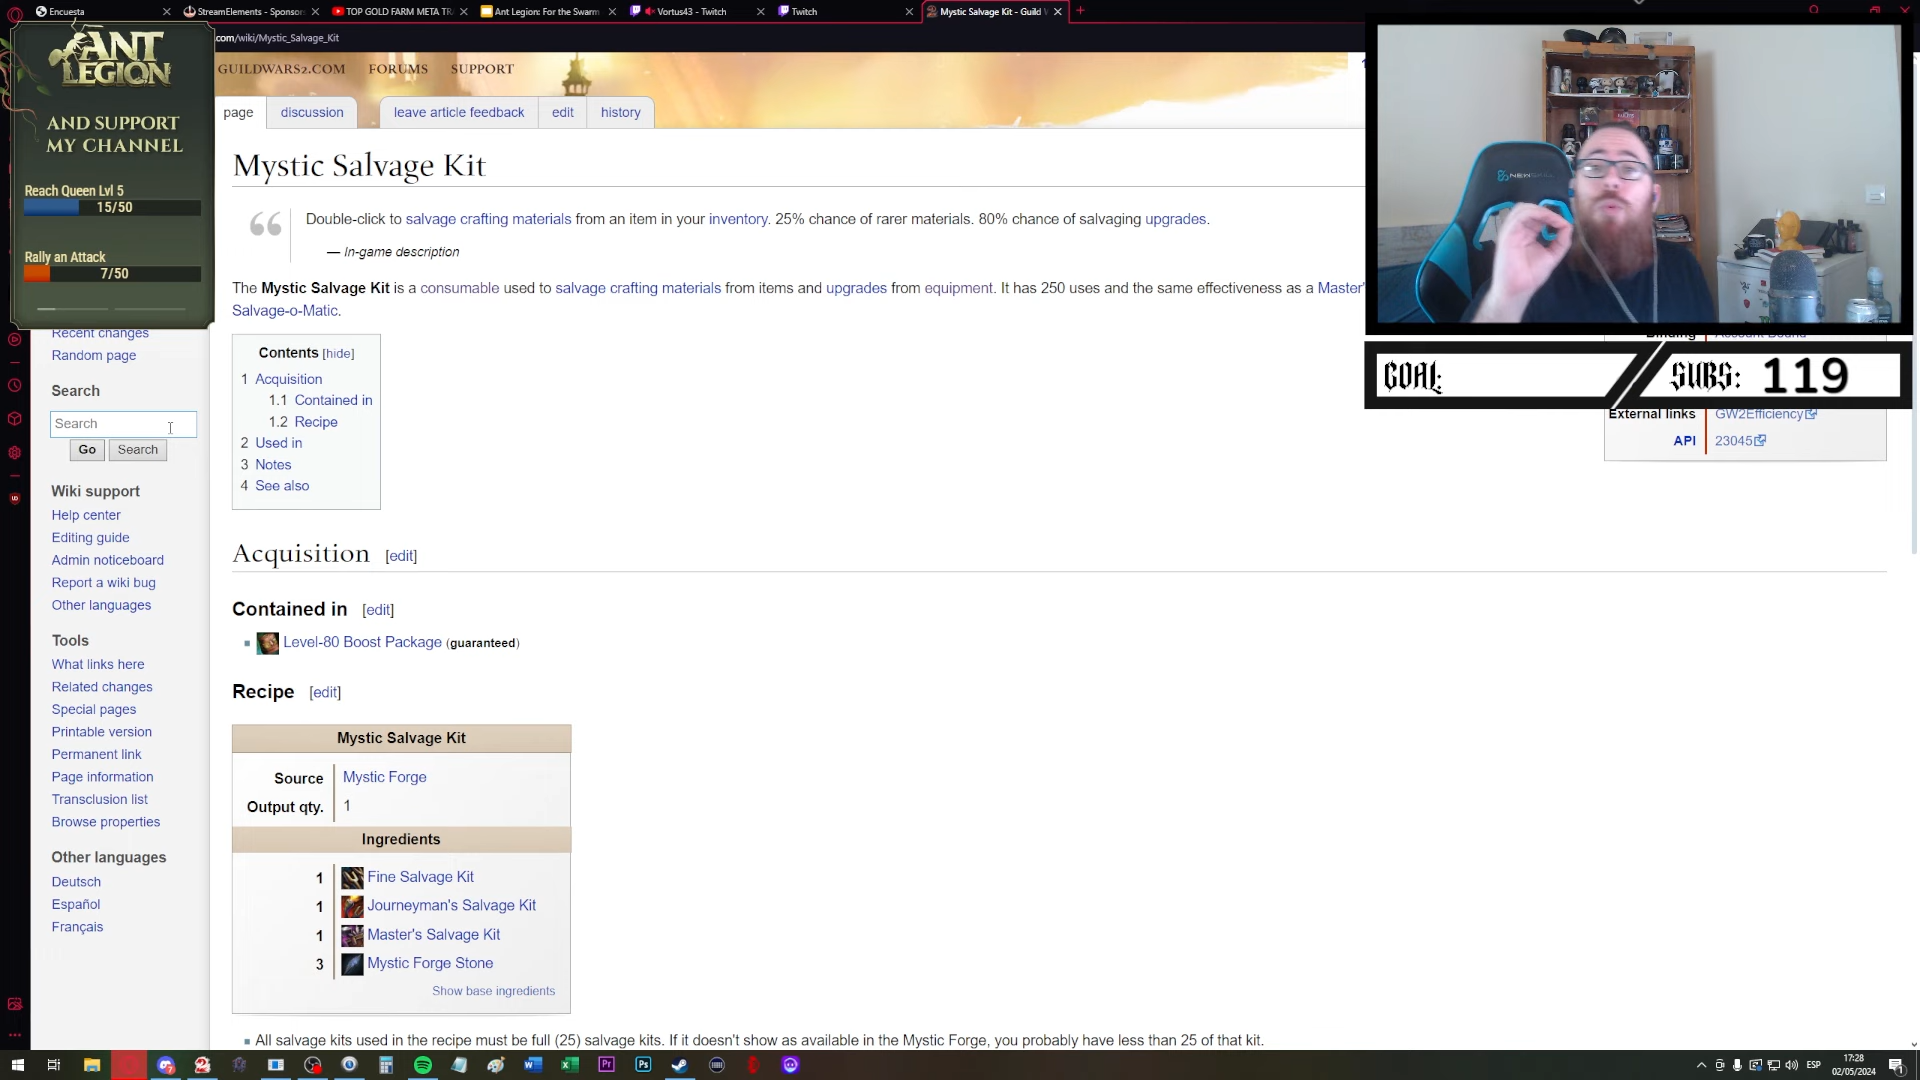 Encuesta
StreamElements - Sponsor
TOP GOLD FARM META TR
Ant Legion: For the Swarm
Vortus43 - Twitch
Twitch
Mystic Salvage Kit - Guild W
.com/wiki/Mystic_Salvage_Kit
ANT LEGION
AND SUPPORT
MY CHANNEL
Reach Queen Lvl 5
15/50
Rally an Attack
7/50
GUILDWARS2.COM FORUMS SUPPORT
page discussion leave article feedback edit history
Mystic Salvage Kit
Double-click to salvage crafting materials from an item in your inventory. 25% chance of rarer materials. 80% chance of salvaging upgrades.
— In-game description
The Mystic Salvage Kit is a consumable used to salvage crafting materials from items and upgrades from equipment. It has 250 uses and the same effectiveness as a Master'
Salvage-o-Matic.
NEWSKILL
GOAL:
SUBS: 119
External links GW2Efficiency
API 23045
Contents [hide]
1 Acquisition
1.1 Contained in
1.2 Recipe
2 Used in
3 Notes
4 See also
Recent changes
Random page
Search
Search
Go Search
Wiki support
Help center
Editing guide
Admin noticeboard
Report a wiki bug
Other languages
Tools
What links here
Related changes
Special pages
Printable version
Permanent link
Page information
Transclusion list
Browse properties
Other languages
Deutsch
Español
Français
Acquisition [edit]
Contained in [edit]
Level-80 Boost Package (guaranteed)
Recipe [edit]
Mystic Salvage Kit
Source Mystic Forge
Output qty. 1
Ingredients
1 Fine Salvage Kit
1 Journeyman's Salvage Kit
1 Master's Salvage Kit
3 Mystic Forge Stone
Show base ingredients
All salvage kits used in the recipe must be full (25) salvage kits. If it doesn't show as available in the Mystic Forge, you probably have less than 25 of that kit.
ESP
17:28
02/05/2024